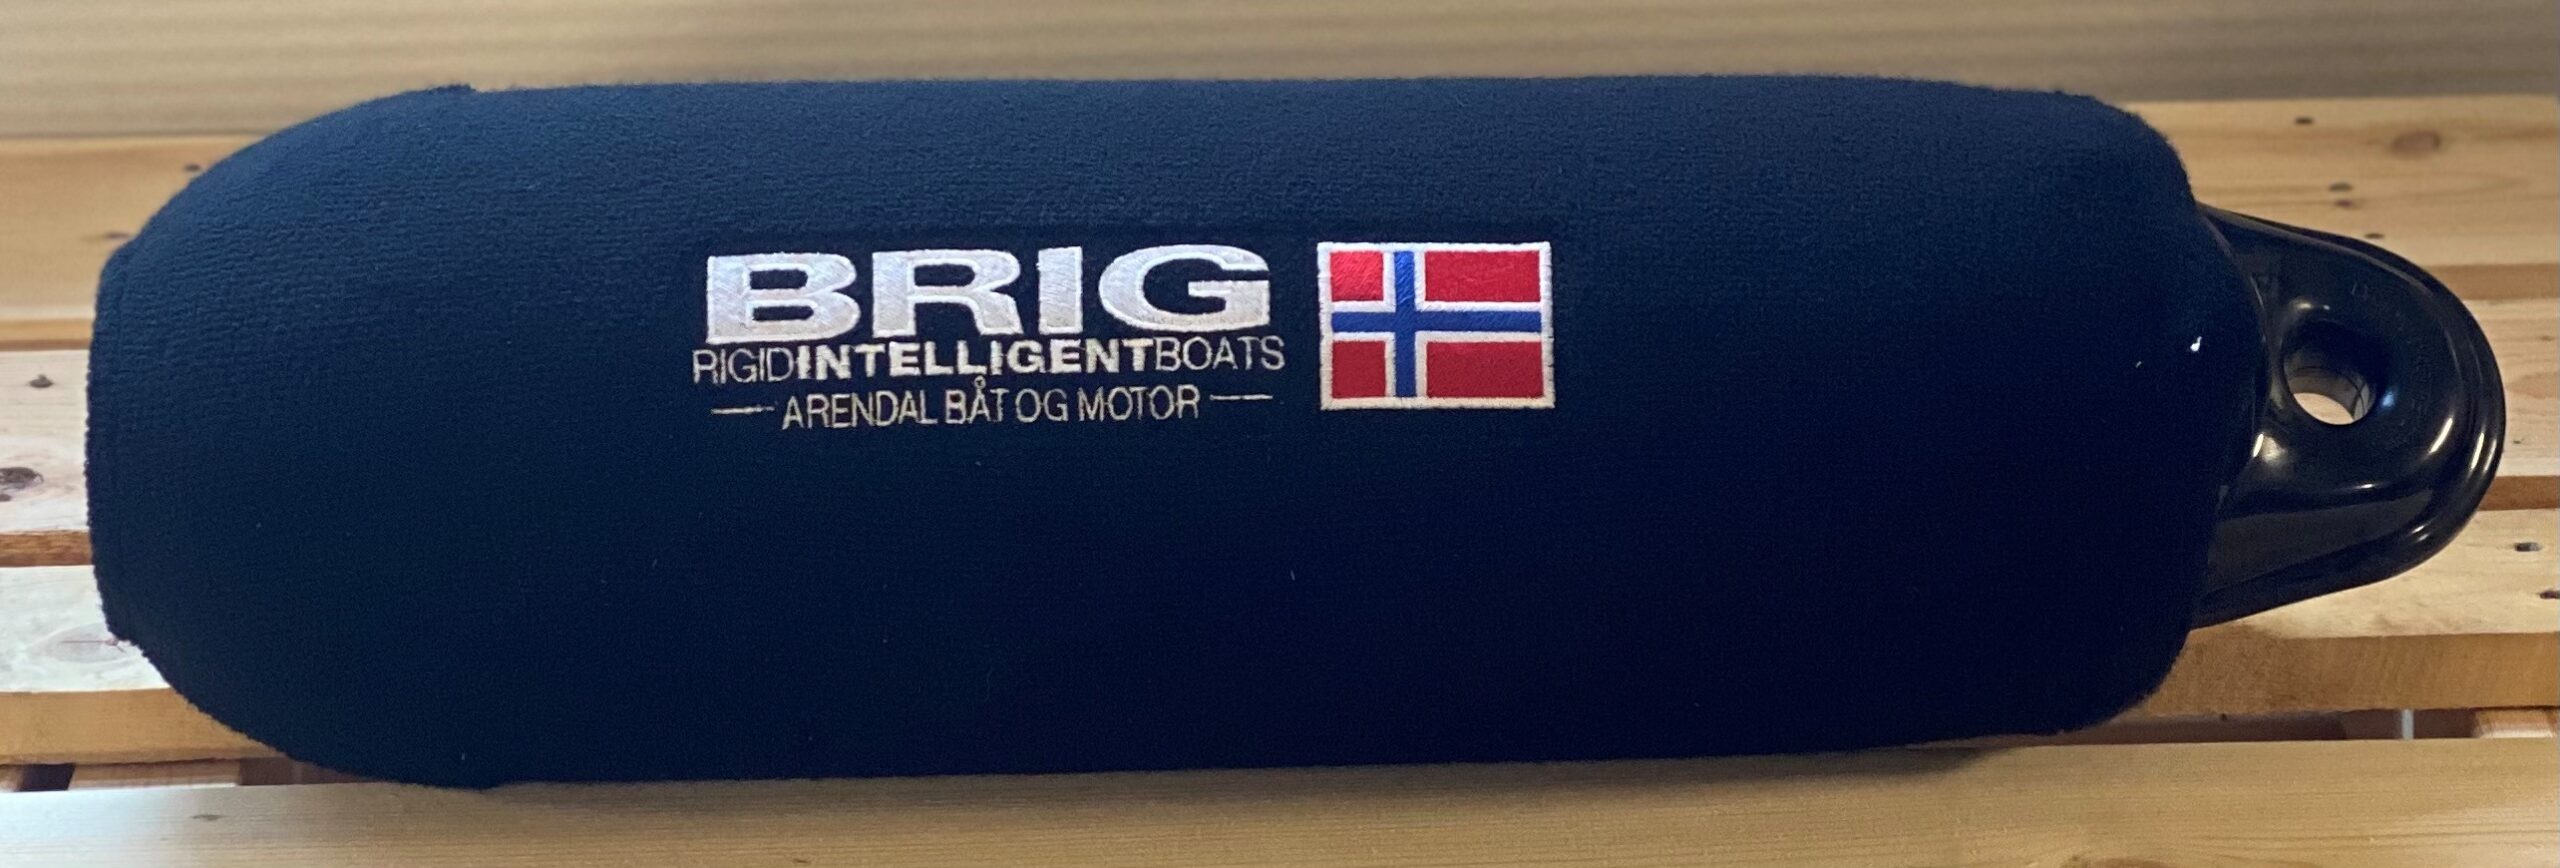 BRIG
RIGIDINTELLIGENTBOATS
ARENDAL BÅT OG MOTOR